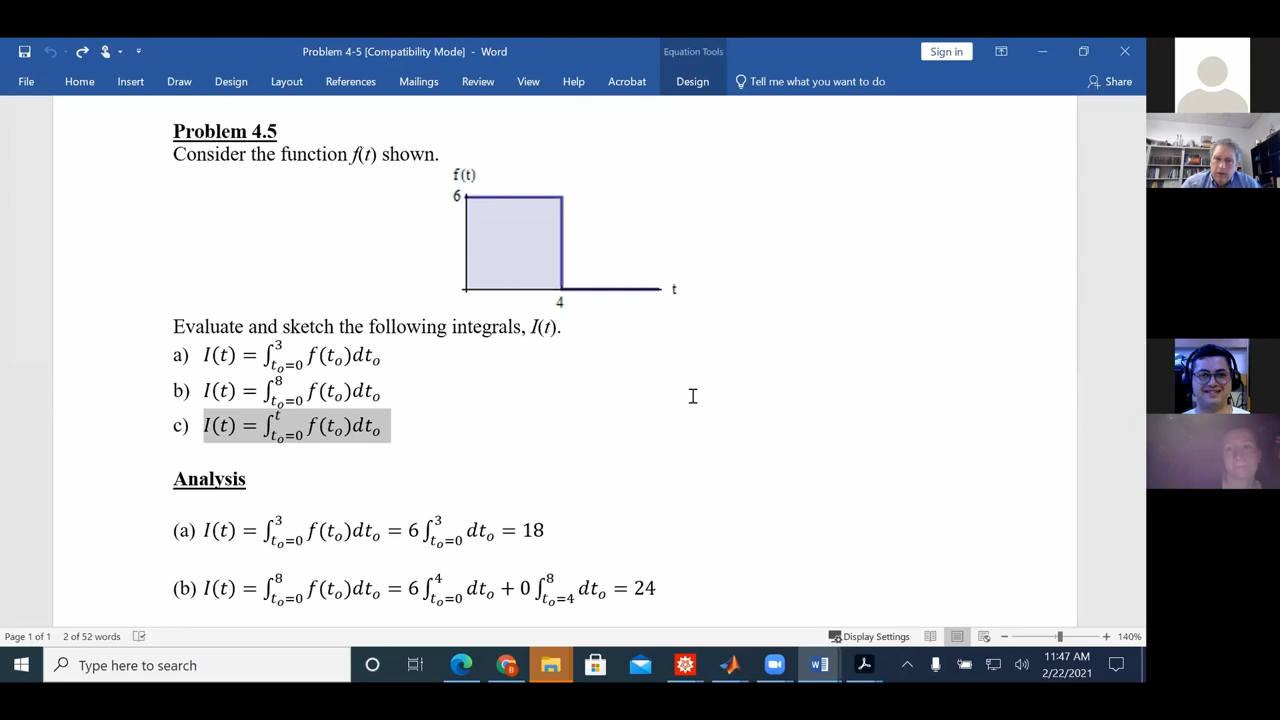 Problem 4-5 [Compatibility Mode] - Word
Equation Tools
Sign in
File Home Insert Draw Design Layout References Mailings Review View Help Acrobat Design Tell me what you want to do Share
Problem 4.5
Consider the function f(t) shown.
f(t)
6
t
4
Evaluate and sketch the following integrals, I(t).
a) I(t) = ∫_{t_o=0}^{3} f(t_o)dt_o
b) I(t) = ∫_{t_o=0}^{8} f(t_o)dt_o
c) I(t) = ∫_{t_o=0}^{t} f(t_o)dt_o
Analysis
(a) I(t) = ∫_{t_o=0}^{3} f(t_o)dt_o = 6 ∫_{t_o=0}^{3} dt_o = 18
(b) I(t) = ∫_{t_o=0}^{8} f(t_o)dt_o = 6 ∫_{t_o=0}^{4} dt_o + 0 ∫_{t_o=4}^{8} dt_o = 24
Page 1 of 1 2 of 52 words Display Settings 140%
Type here to search
11:47 AM
2/22/2021